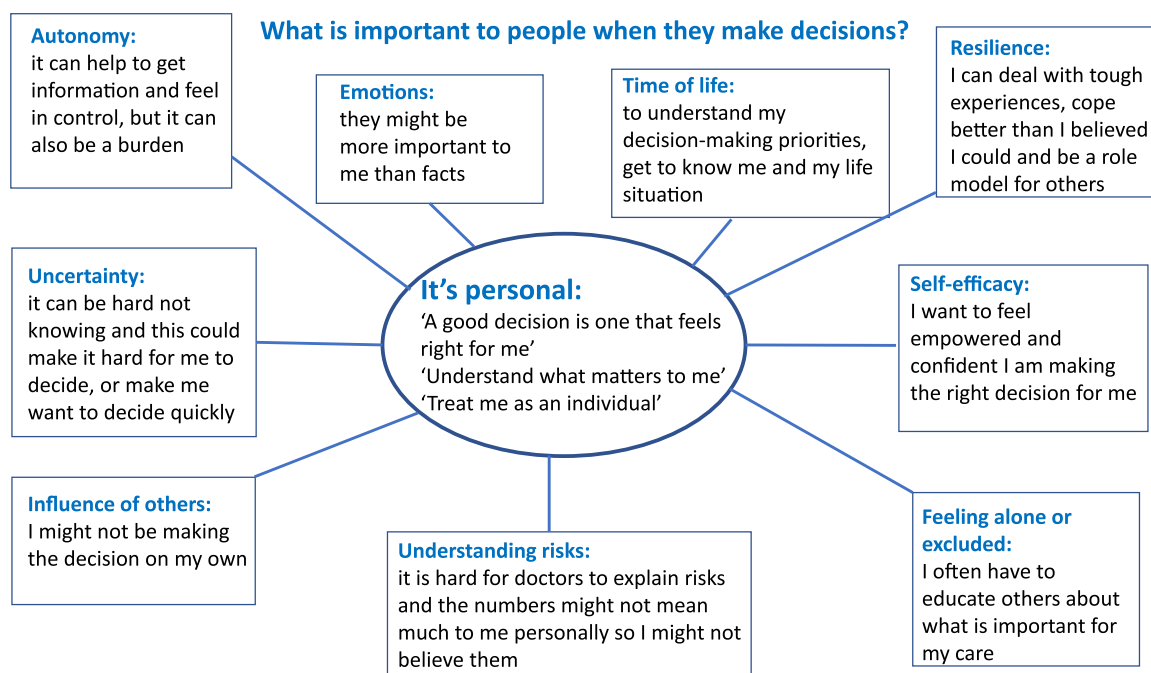 What is important to people when they make decisions?
Autonomy:
it can help to get
information and feel
in control, but it can
also be a burden
Emotions:
they might be
more important to
me than facts
Time of life:
to understand my
decision-making priorities,
get to know me and my life
situation
Resilience:
I can deal with tough
experiences, cope
better than I believed
I could and be a role
model for others
Uncertainty:
it can be hard not
knowing and this could
make it hard for me to
decide, or make me
want to decide quickly
It’s personal:
‘A good decision is one that feels
right for me’
‘Understand what matters to me’
‘Treat me as an individual’
Self-efficacy:
I want to feel
empowered and
confident I am making
the right decision for me
Influence of others:
I might not be making
the decision on my own
Understanding risks:
it is hard for doctors to explain risks
and the numbers might not mean
much to me personally so I might not
believe them
Feeling alone or
excluded:
I often have to
educate others about
what is important for
my care